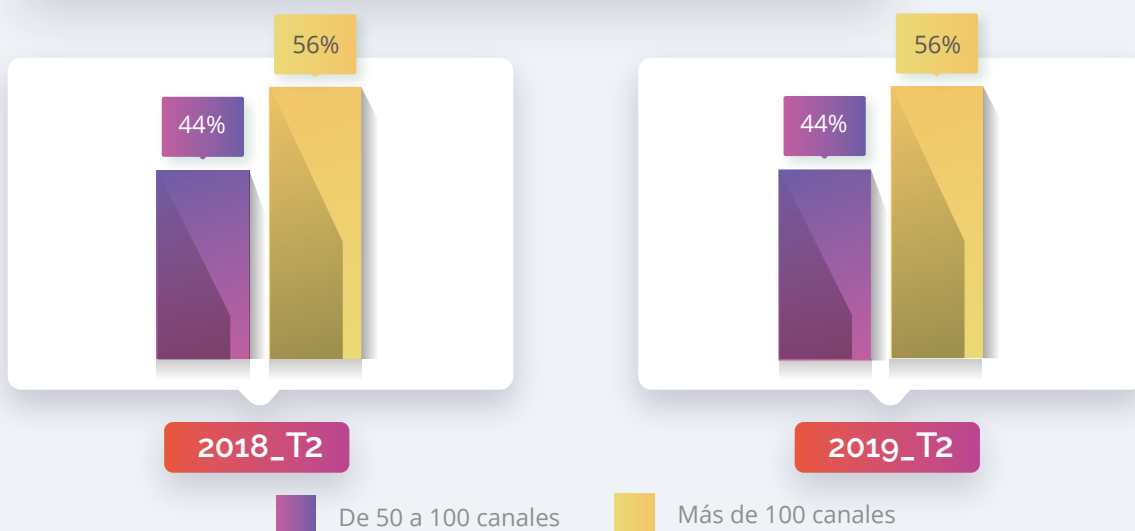 56%
44%
2018_T2
56%
44%
2019_T2
De 50 a 100 canales
Más de 100 canales